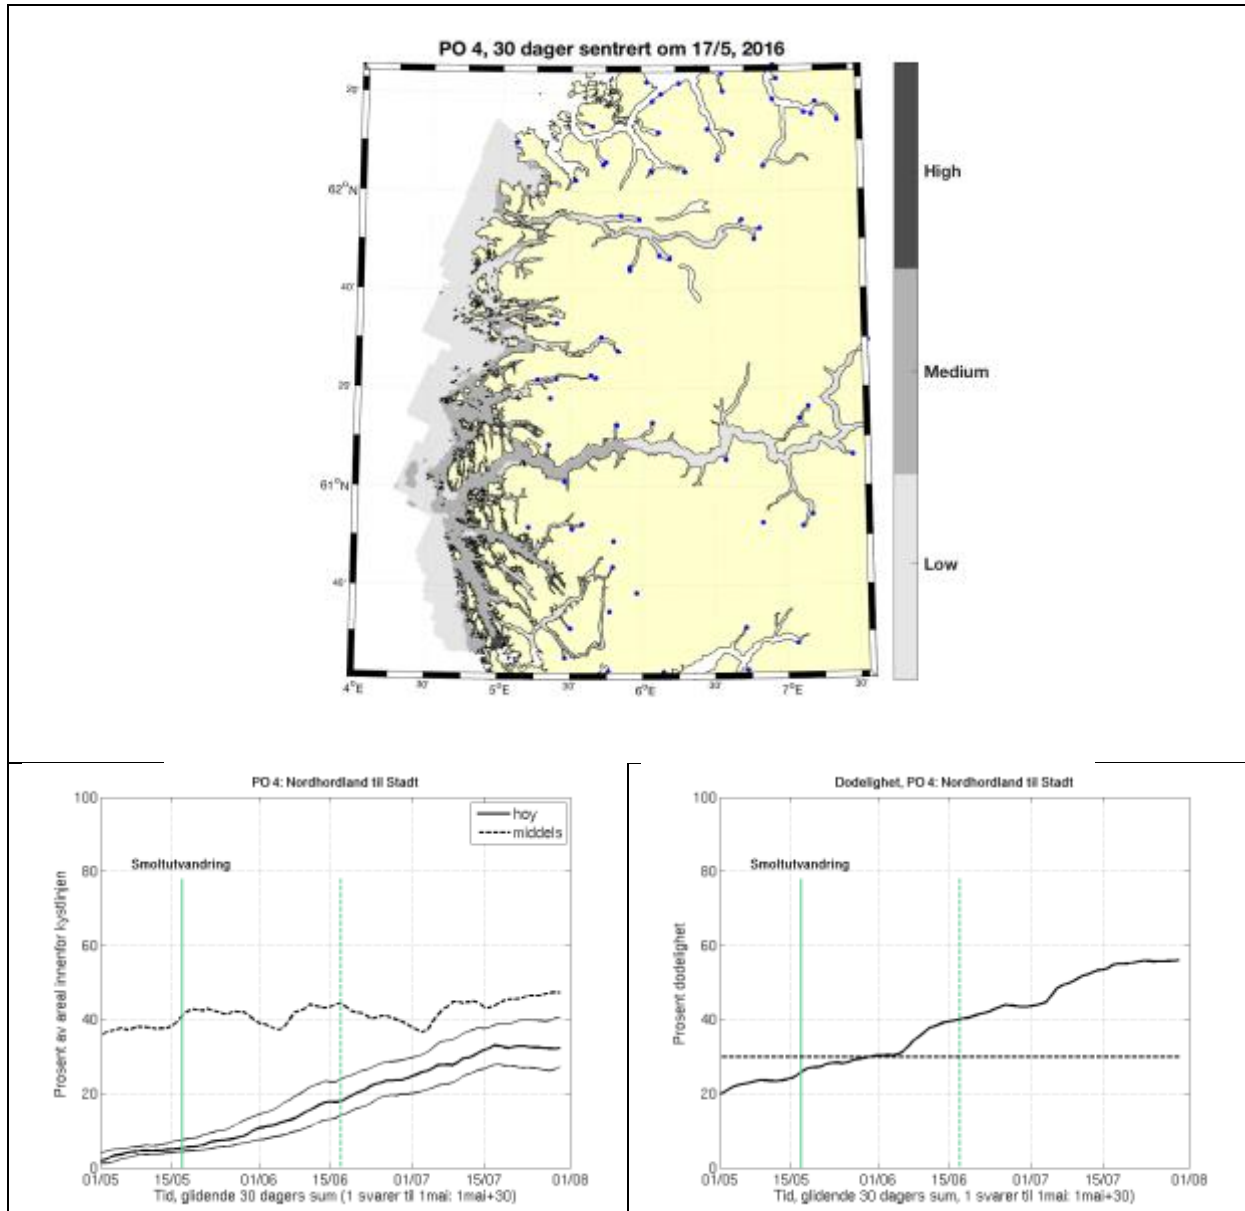 PO 4, 30 dager sentrert om 17/5, 2016
20'
62°N
40'
20'
61°N
40'
4°E
30'
5°E
30'
6°E
30'
7°E
30'
High
Medium
Low
PO 4: Nordhordland til Stadt
hoy
middels
Smoltutvandring
Prosent av areal innenfor kystlinjen
100
80
60
40
20
0
01/05
15/05
01/06
15/06
01/07
15/07
01/08
Tid, glidende 30 dagers sum (1 svarer til 1mai: 1mai+30)
Dodelighet, PO 4: Nordhordland til Stadt
Smoltutvandring
Prosent dodelighet
100
80
60
40
20
0
01/05
15/05
01/06
15/06
01/07
15/07
01/08
Tid, glidende 30 dagers sum, 1 svarer til 1mai: 1mai+30)